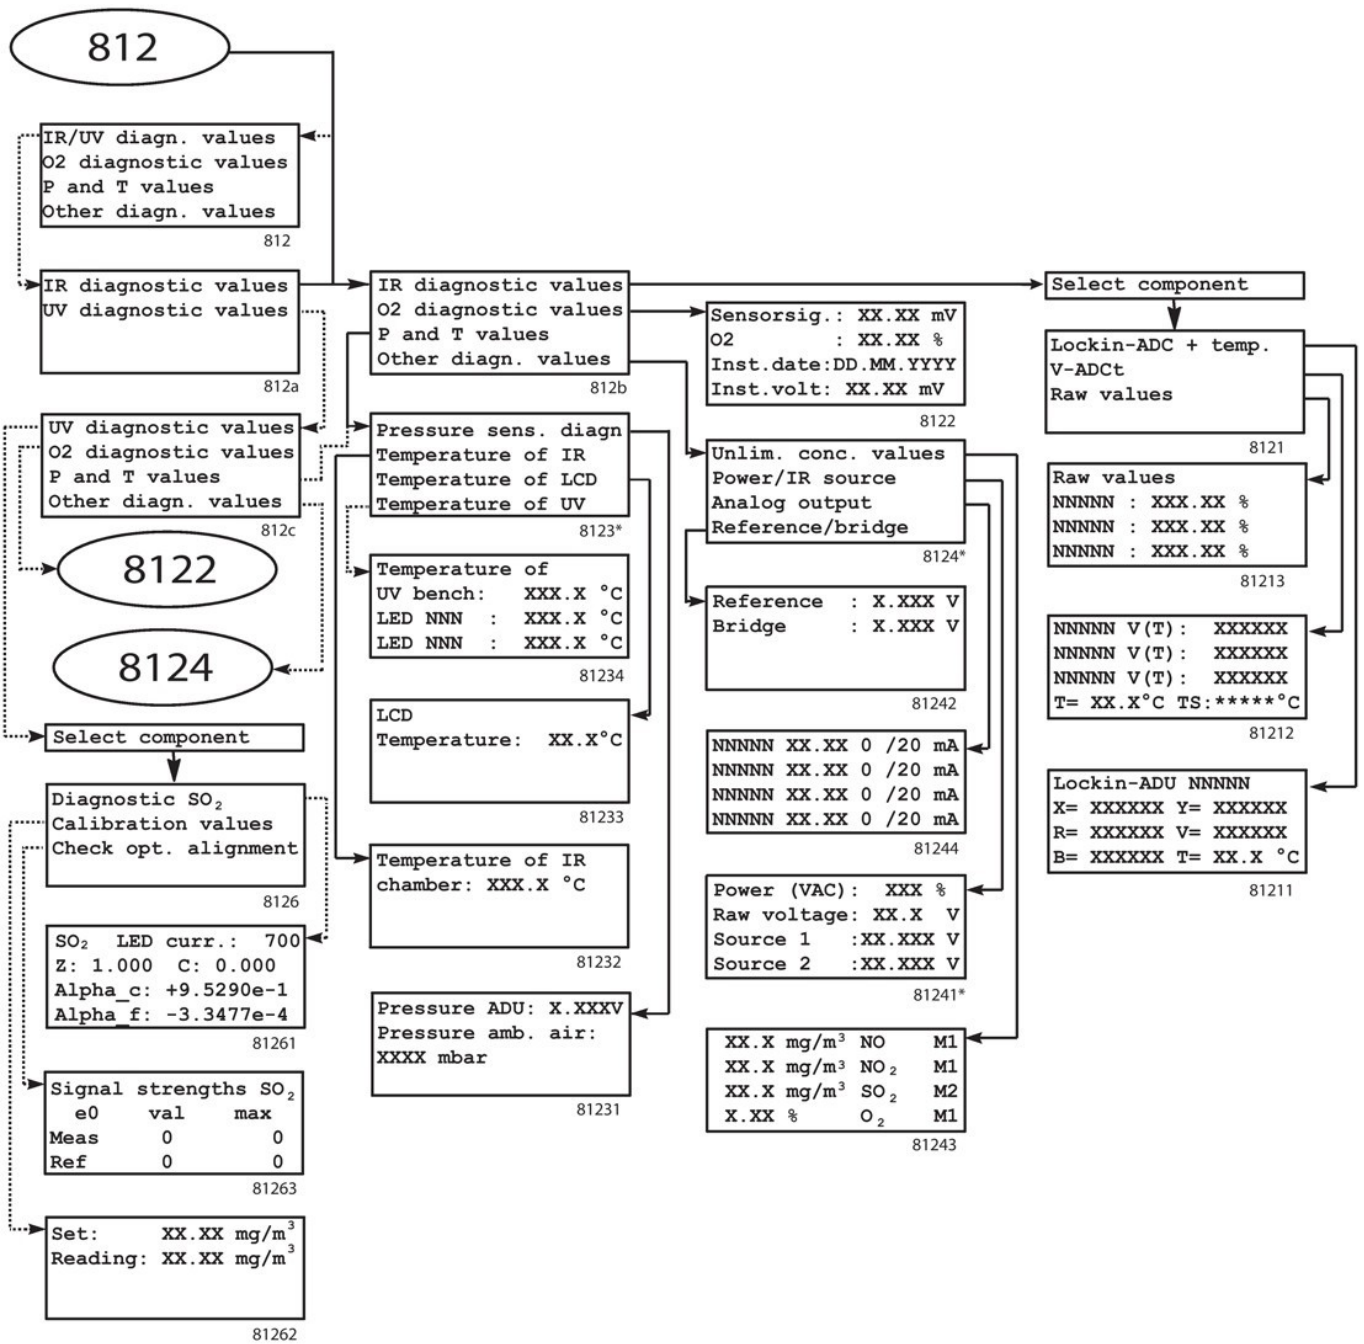 812
IR/UV diagn. values
O2 diagnostic values
P and T values
Other diagn. values
812
IR diagnostic values
UV diagnostic values
812a
UV diagnostic values
O2 diagnostic values
P and T values
Other diagn. values
812c
8122
8124
Select component
Diagnostic SO₂
Calibration values
Check opt. alignment
8126
SO₂ LED curr.: 700
Z: 1.000 C: 0.000
Alpha_c: +9.5290e-1
Alpha_f: -3.3477e-4
81261
Signal strengths SO₂
e0 val max
Meas 0 0
Ref 0 0
81263
Set: XX.XX mg/m³
Reading: XX.XX mg/m³
81262
IR diagnostic values
O2 diagnostic values
P and T values
Other diagn. values
812b
Pressure sens. diagn
Temperature of IR
Temperature of LCD
Temperature of UV
8123*
Temperature of
UV bench: XXX.X °C
LED NNN : XXX.X °C
LED NNN : XXX.X °C
81234
LCD
Temperature: XX.X°C
81233
Temperature of IR
chamber: XXX.X °C
81232
Pressure ADU: X.XXXV
Pressure amb. air:
XXXX mbar
81231
Sensorsig.: XX.XX mV
O2 : XX.XX %
Inst.date:DD.MM.YYYY
Inst.volt: XX.XX mV
8122
Unlim. conc. values
Power/IR source
Analog output
Reference/bridge
8124*
Reference : X.XXX V
Bridge : X.XXX V
81242
NNNNN XX.XX 0 /20 mA
NNNNN XX.XX 0 /20 mA
NNNNN XX.XX 0 /20 mA
NNNNN XX.XX 0 /20 mA
81244
Power (VAC): XXX %
Raw voltage: XX.X V
Source 1 :XX.XXX V
Source 2 :XX.XXX V
81241*
XX.X mg/m³ NO M1
XX.X mg/m³ NO₂ M1
XX.X mg/m³ SO₂ M2
X.XX % O₂ M1
81243
Select component
Lockin-ADC + temp.
V-ADCt
Raw values
8121
Raw values
NNNNN : XXX.XX %
NNNNN : XXX.XX %
NNNNN : XXX.XX %
81213
NNNNN V(T): XXXXXX
NNNNN V(T): XXXXXX
NNNNN V(T): XXXXXX
T= XX.X°C TS:*****°C
81212
Lockin-ADU NNNNN
X= XXXXXX Y= XXXXXX
R= XXXXXX V= XXXXXX
B= XXXXXX T= XX.X °C
81211